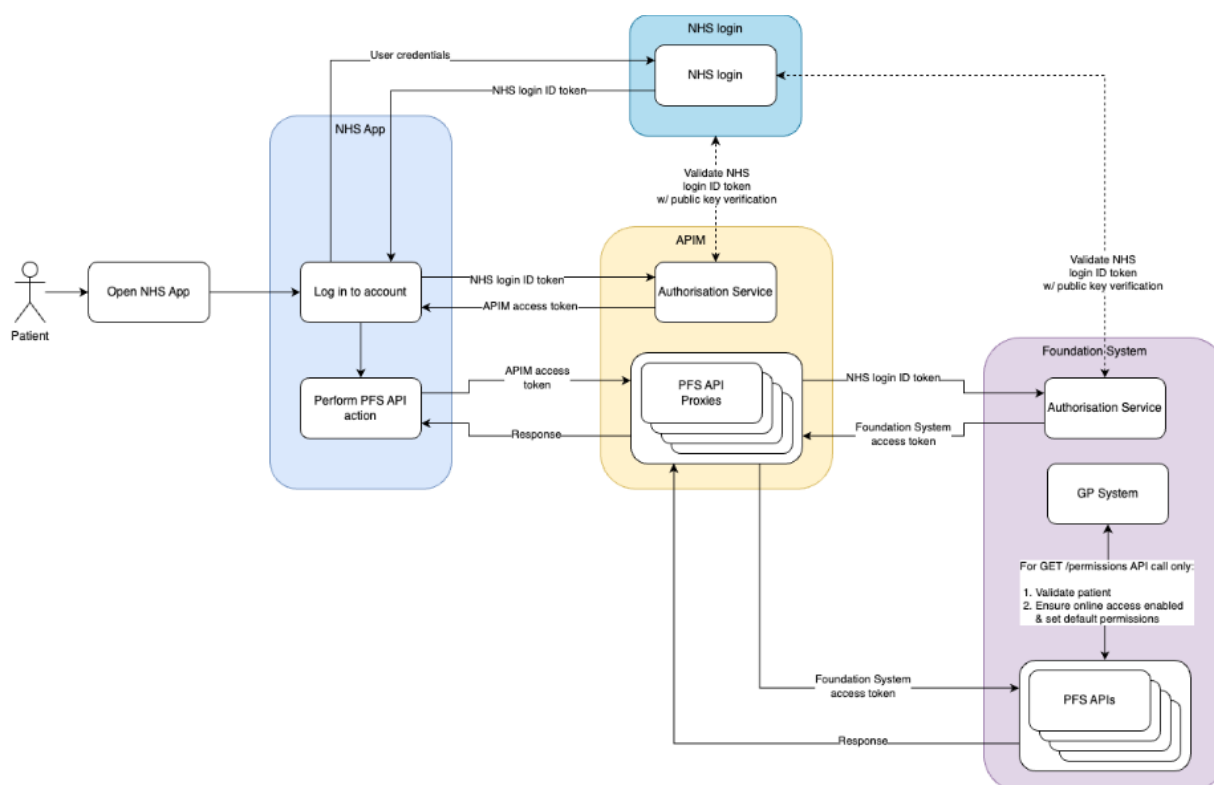 NHS login
NHS login
User credentials
NHS login ID token
NHS App
Validate NHS
login ID token
w/ public key verification
APIM
Patient
Open NHS App
Log in to account
NHS login ID token
APIM access token
Authorisation Service
Validate NHS
login ID token
w/ public key verification
Perform PFS API
action
APIM access
token
Response
PFS API
Proxies
NHS login ID token
Foundation System
access token
Foundation System
Authorisation Service
GP System
For GET /permissions API call only:
1. Validate patient
2. Ensure online access enabled
& set default permissions
Foundation System
access token
PFS APIs
Response